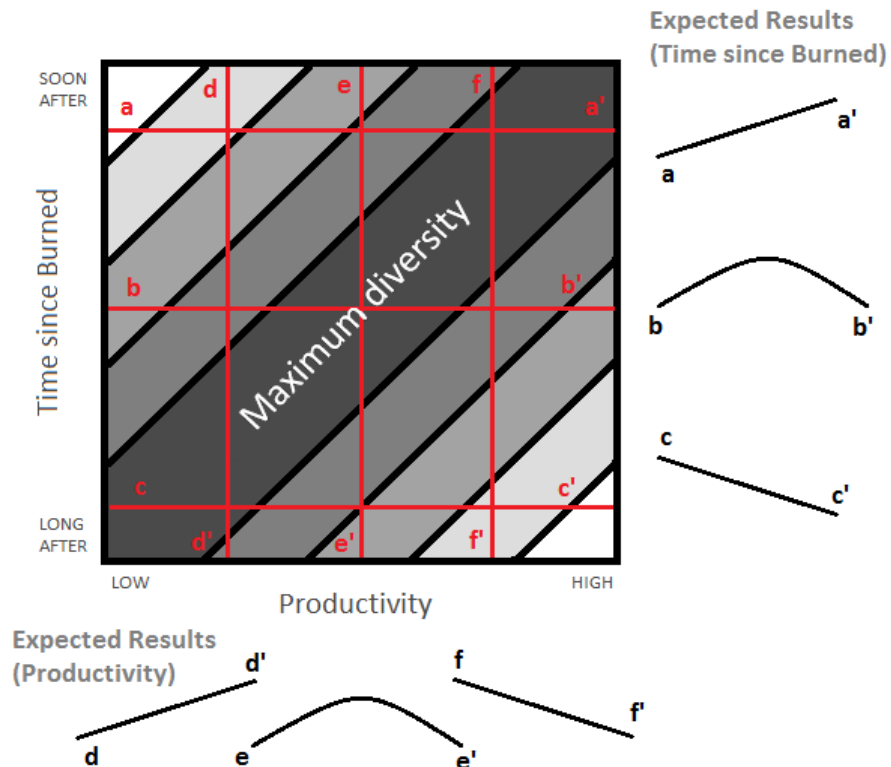 Expected Results
(Time since Burned)
SOON
AFTER
a
d
e
f
a'
a
a'
Time since Burned
Maximum diversity
b
b'
b
b'
c
c'
c
c'
LONG
AFTER
d'
e'
f'
LOW
HIGH
Productivity
Expected Results
(Productivity)
d'
f
d
e
e'
f'